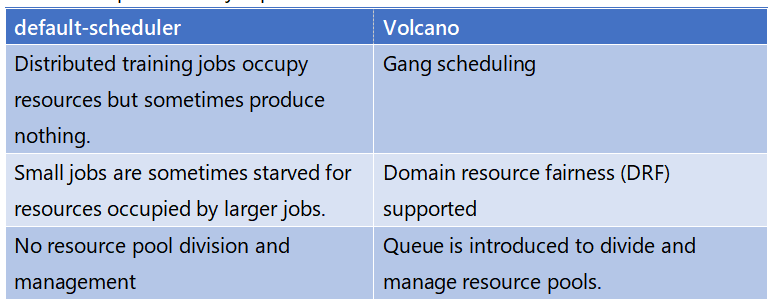 default-scheduler
Volcano
Distributed training jobs occupy
resources but sometimes produce
nothing.
Gang scheduling
Small jobs are sometimes starved for
resources occupied by larger jobs.
Domain resource fairness (DRF)
supported
No resource pool division and
management
Queue is introduced to divide and
manage resource pools.